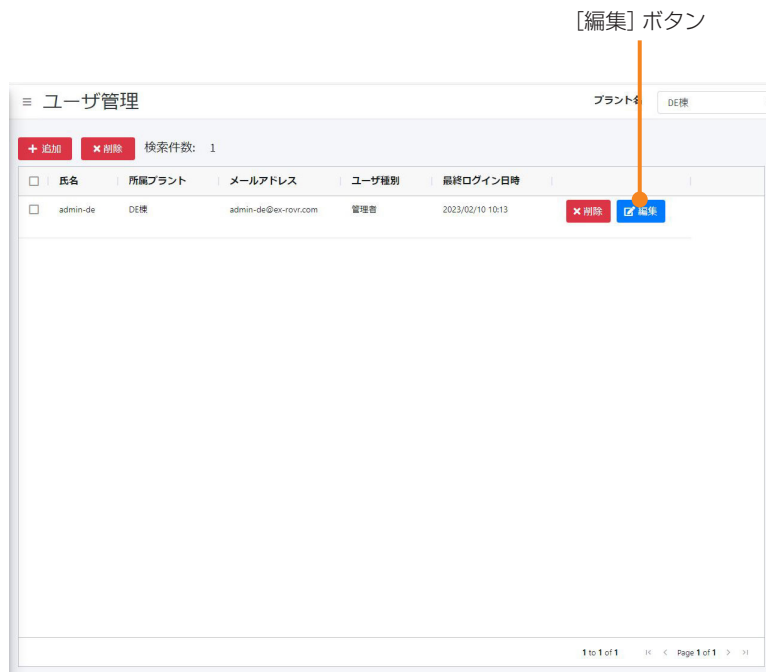 [編集] ボタン
≡ ユーザ管理
プラント名 DE棟
+ 追加 ×削除 検索件数: 1
氏名 所属プラント メールアドレス ユーザ種別 最終ログイン日時
admin-de DE棟 admin-de@ex-rovr.com 管理者 2023/02/10 10:13 ×削除 編集
1 to 1 of 1 Page 1 of 1